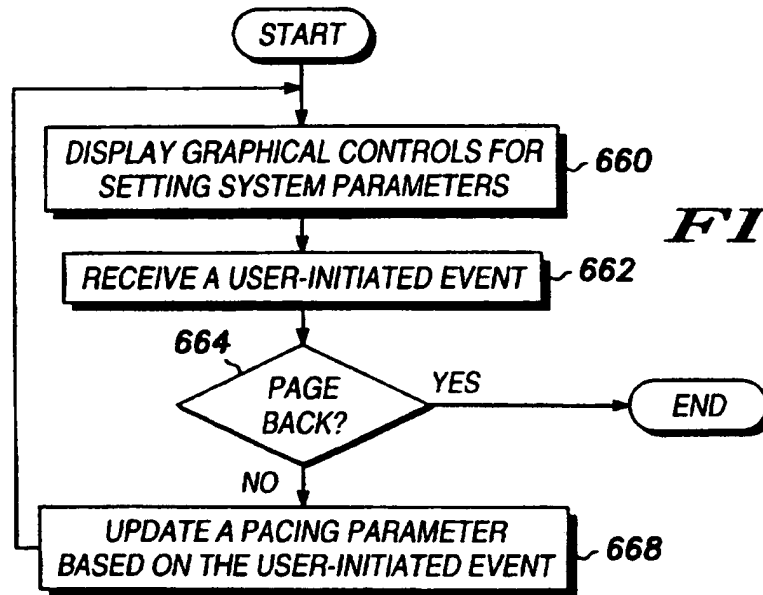 START
DISPLAY GRAPHICAL CONTROLS FOR
SETTING SYSTEM PARAMETERS
660
FI
RECEIVE A USER-INITIATED EVENT
662
664
PAGE
BACK?
YES
END
NO
UPDATE A PACING PARAMETER
BASED ON THE USER-INITIATED EVENT
668